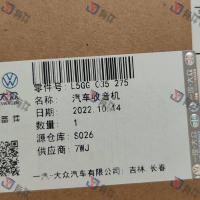 零件号: L5GG 035 275
名称: 汽车收音机
日期: 2022.10.14
数量: 1
源仓库: S026
供应商: 7WJ
一汽-大众汽车有限公司: 吉林 长春